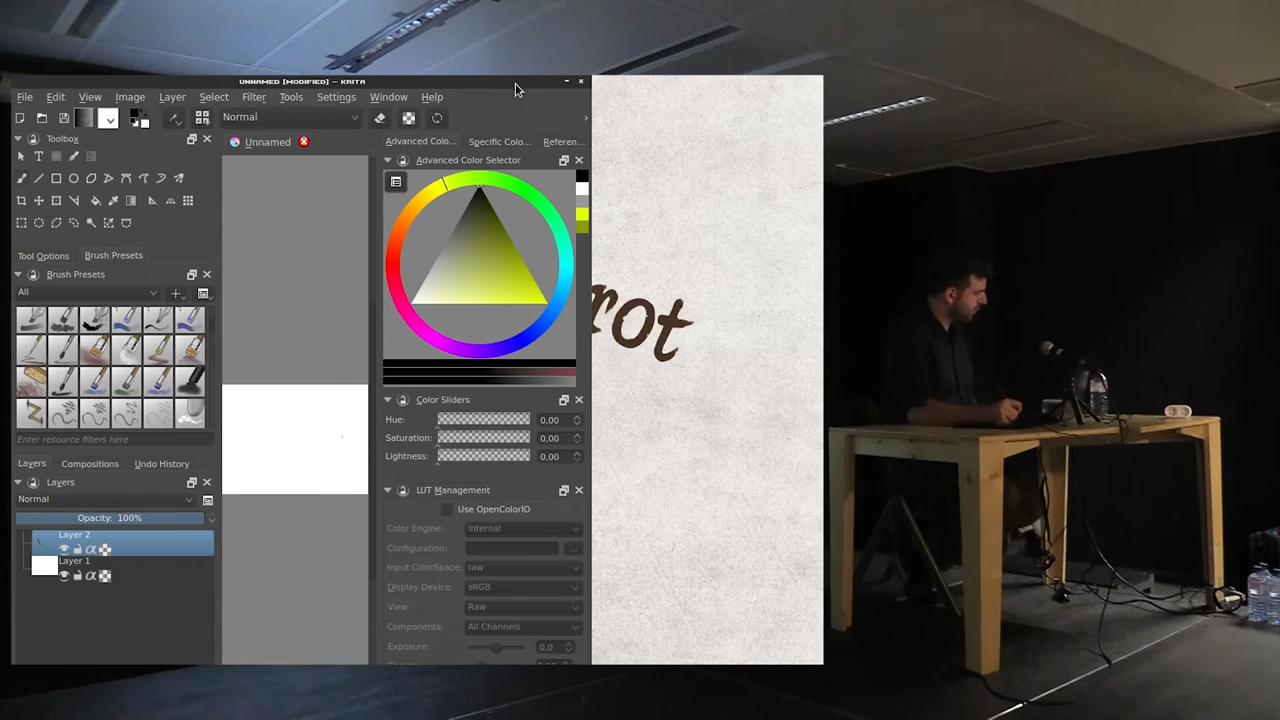 UNNAMED [MODIFIED] — KRITA
File Edit View Image Layer Select Filter Tools Settings Window Help
Normal
Toolbox
Unnamed
Advanced Colo... Specific Colo... Referen...
Advanced Color Selector
Tool Options Brush Presets
Brush Presets
All
rot
Enter resource filters here
Color Sliders
Hue: 0,00
Saturation: 0,00
Lightness: 0,00
Layers Compositions Undo History
Layers
Normal
Opacity: 100%
Layer 2
Layer 1
LUT Management
Use OpenColorIO
Color Engine: Internal
Configuration: ...
Input ColorSpace: raw
Display Device: sRGB
View: Raw
Components: All Channels
Exposure: 0,0